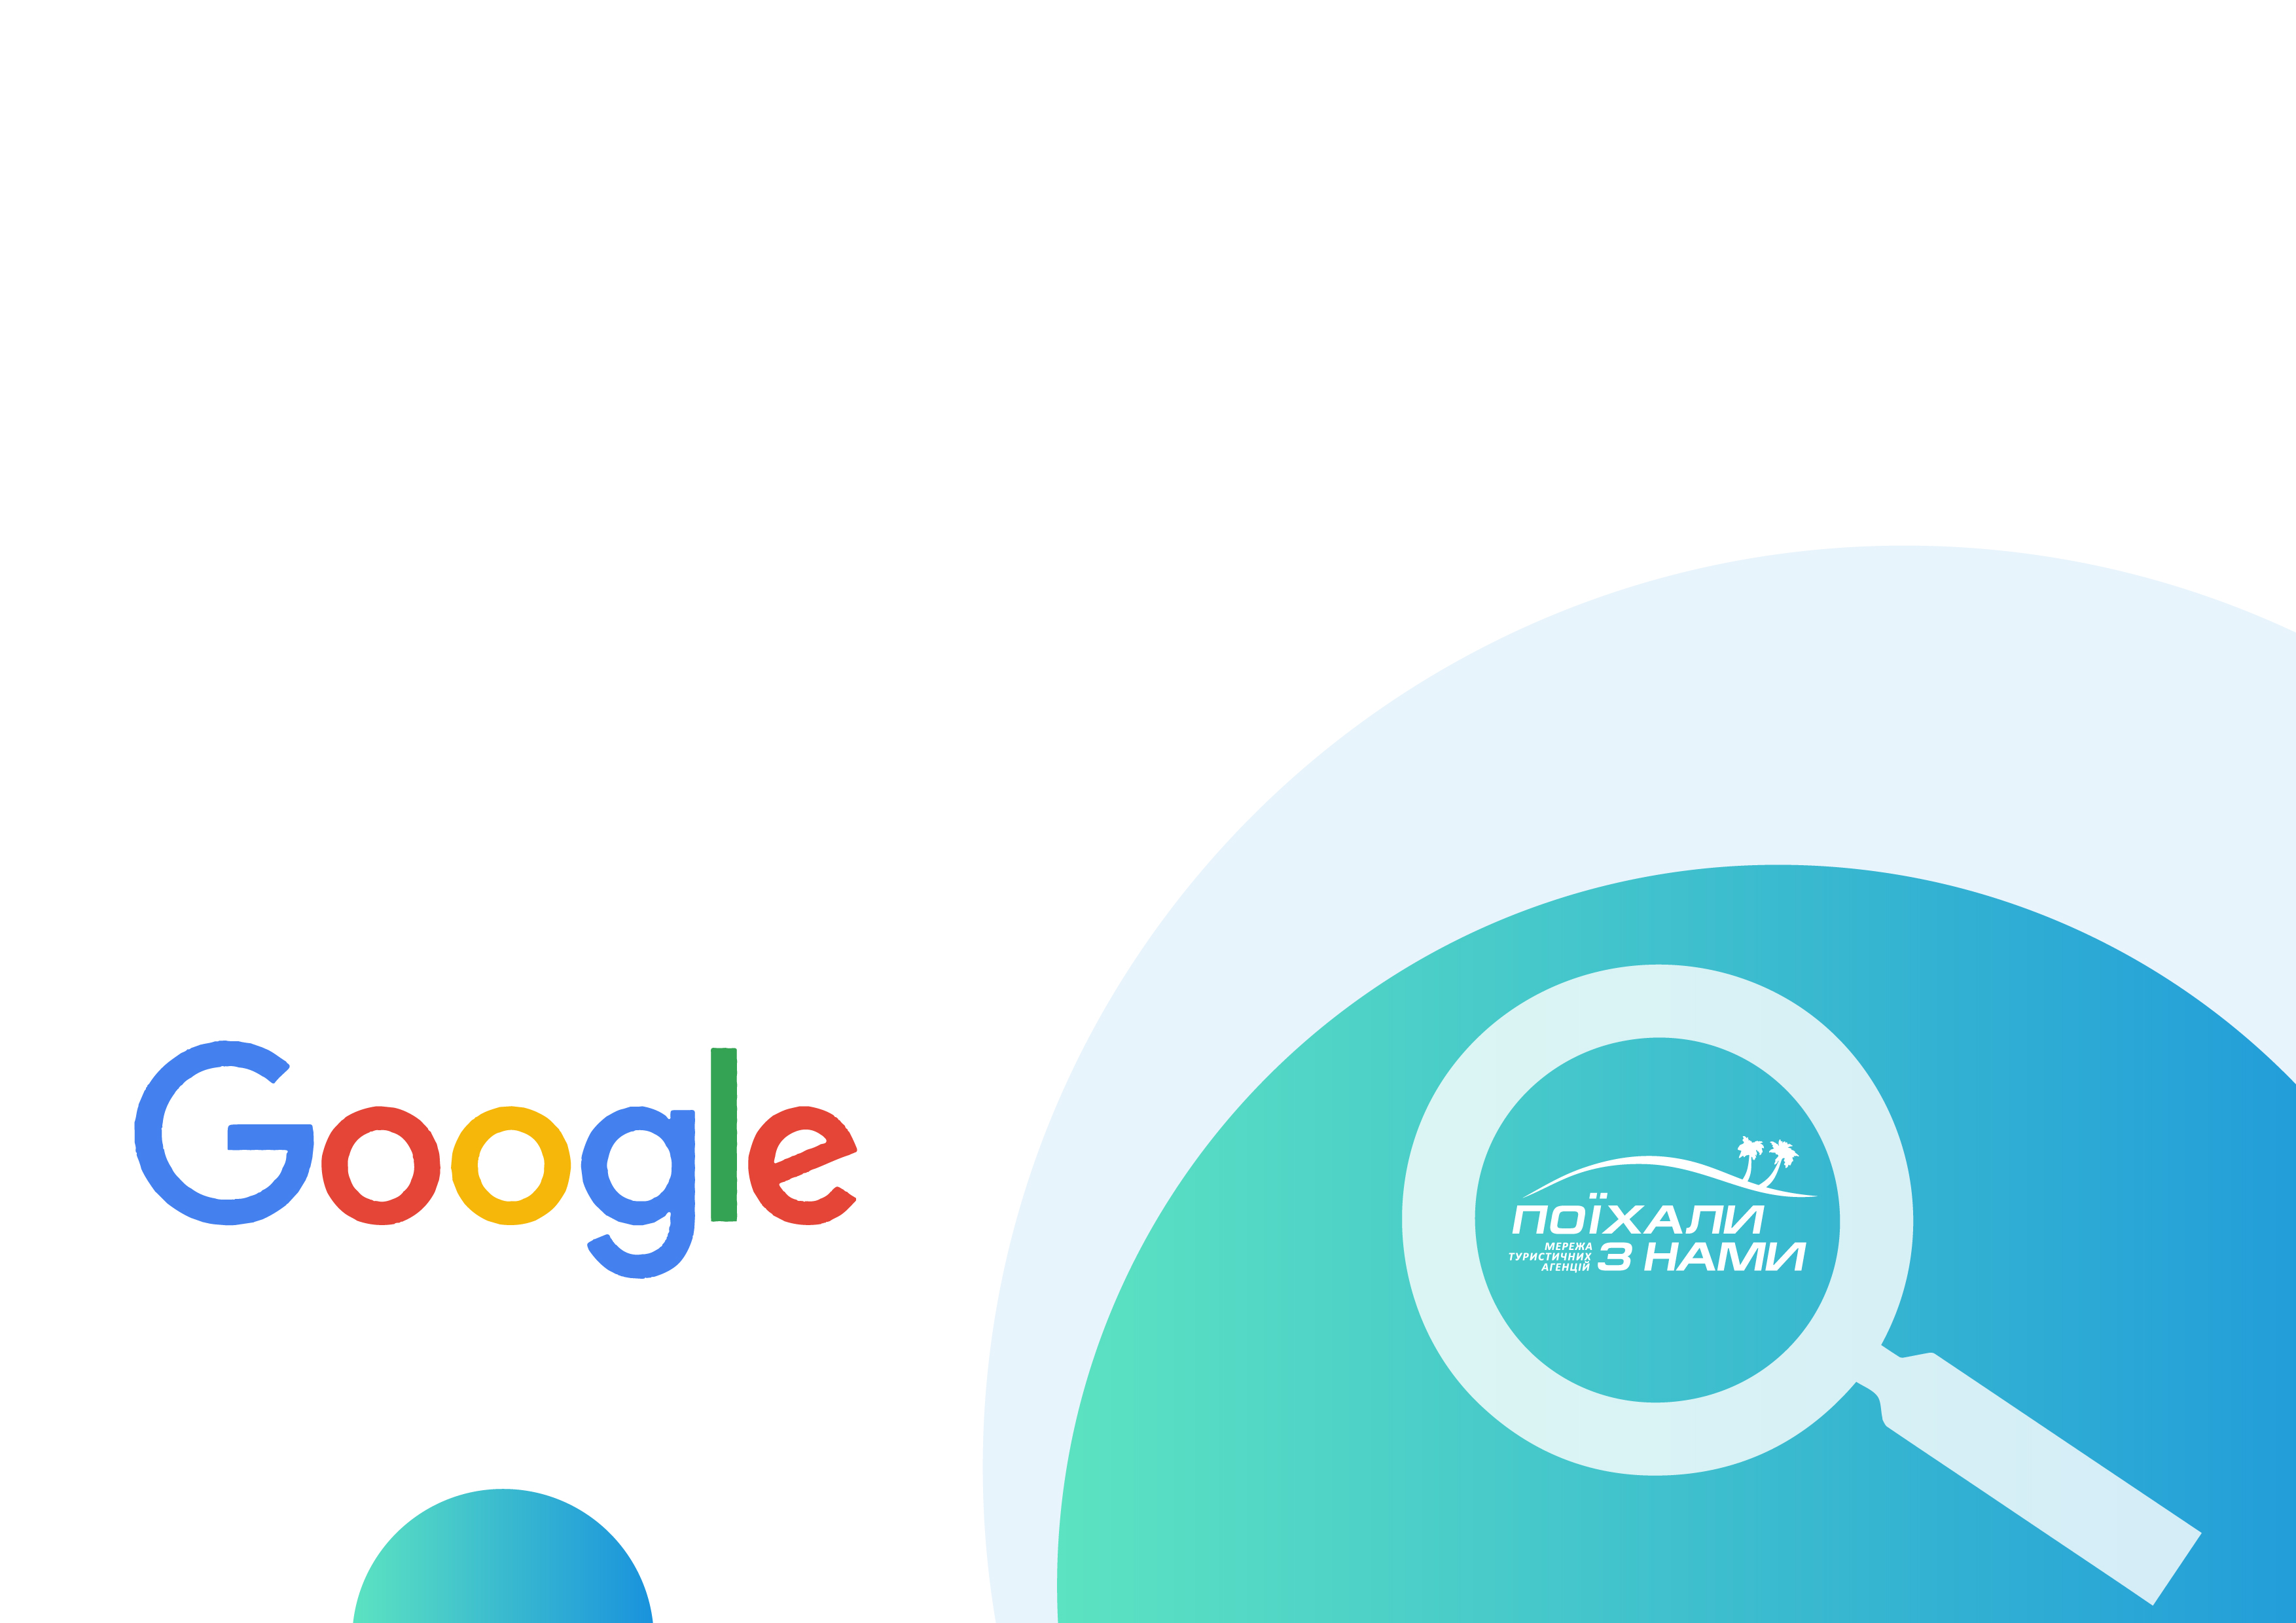 Google
ПОЇХАЛИ
МЕРЕЖА
ТУРИСТИЧНИХ
АГЕНЦІЙ
З НАМИ